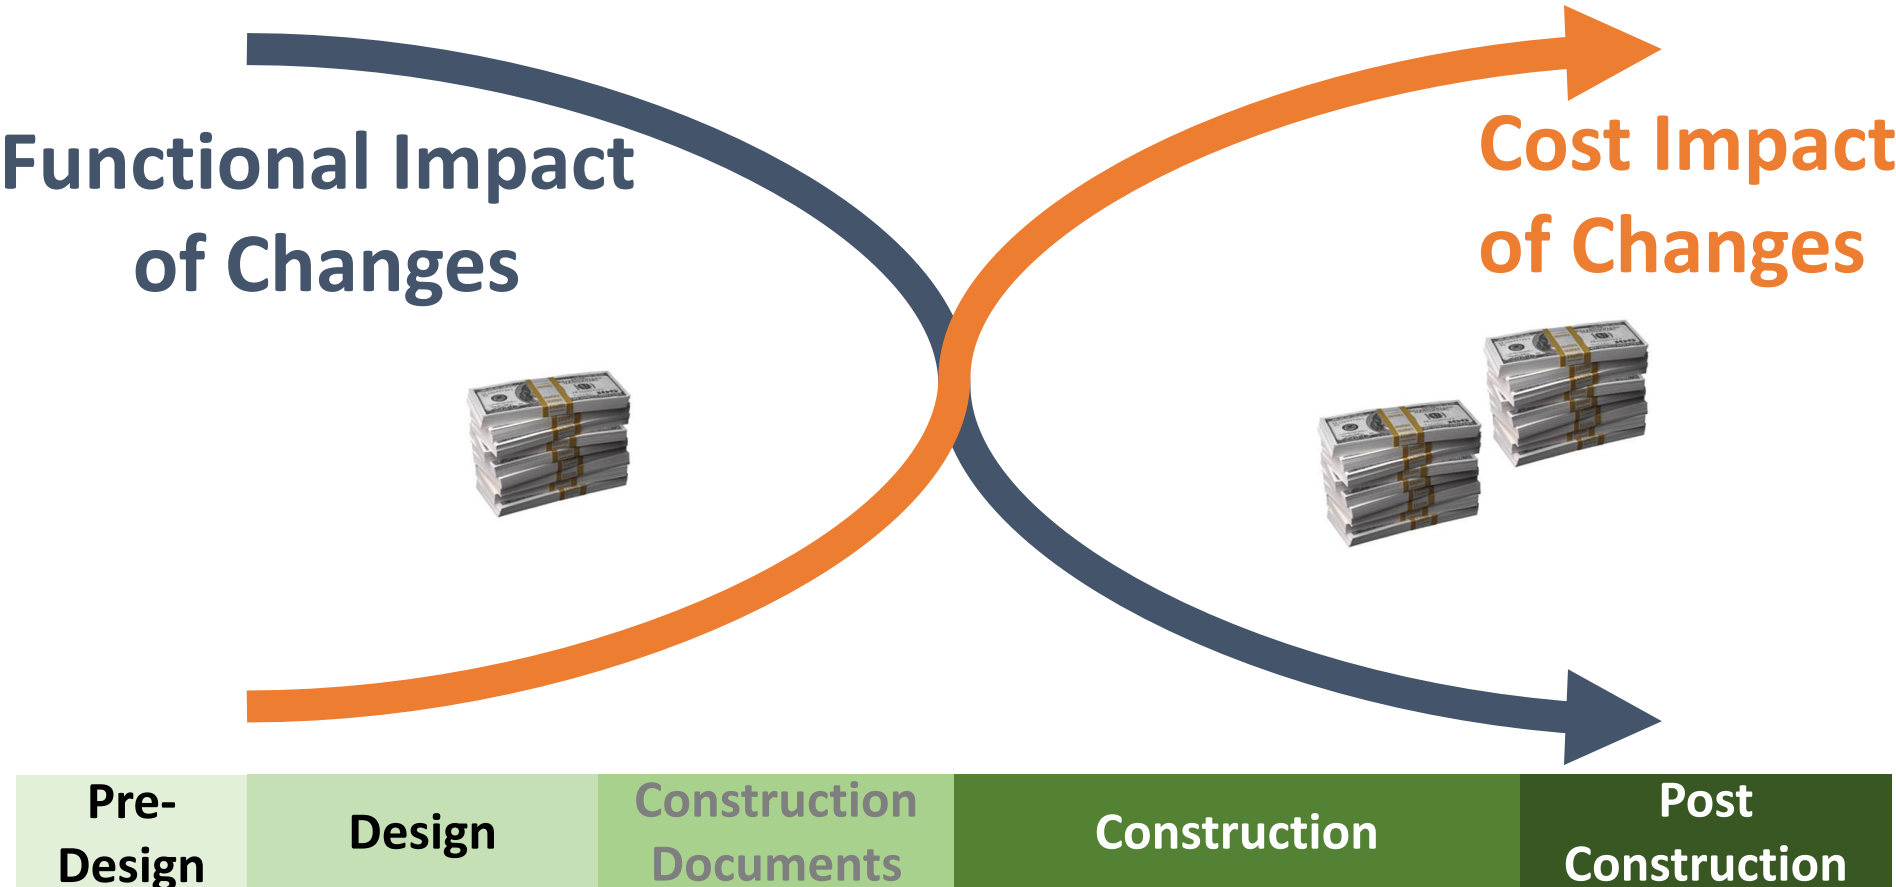 Functional Impact
of Changes
Cost Impact
of Changes
Pre-
Design
Design
Construction
Documents
Construction
Post
Construction